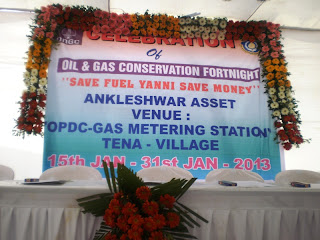 ONGC
CELEBRATION
Of
OIL & GAS CONSERVATION FORTNIGHT
"SAVE FUEL YANNI SAVE MONEY"
ANKLESHWAR ASSET
VENUE :
OPDC-GAS METERING STATION
TENA - VILLAGE
15th JAN - 31st JAN - 2013